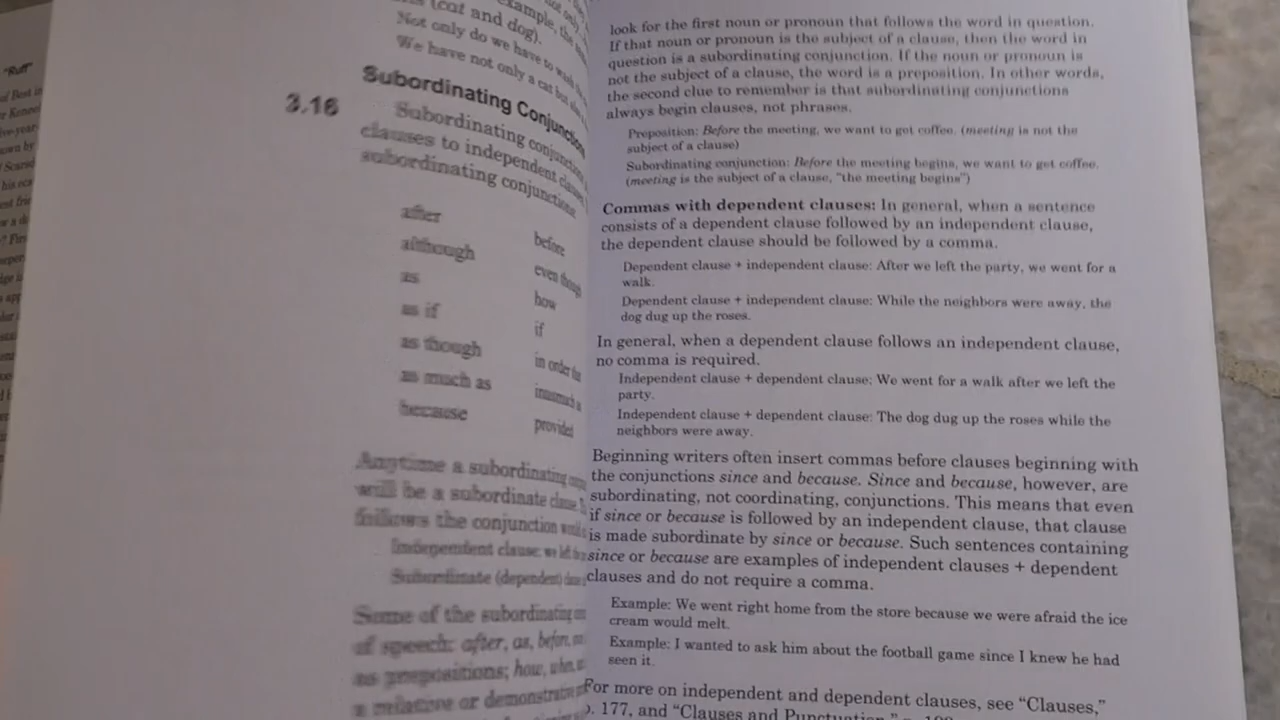 "Ruff"
(cat and dog).
Not only do we have to
We have not only a cat but
3.16
Subordinating Conjunctions
Subordinating conjunctions
clauses to independent clauses
subordinating conjunctions
after
although
as
as if
as though
as much as
because
before
even though
how
if
in order
inasmuch a
provided
Anytime a subordinating
will be a subordinate clause.
follows the conjunction
Independent clause: we left
Subordinate (dependent)
Some of the subordinating
of speech: after, as, before,
as prepositions; how, when,
a relative or demonstrative
look for the first noun or pronoun that follows the word in question.
If that noun or pronoun is the subject of a clause, then the word in
question is a subordinating conjunction. If the noun or pronoun is
not the subject of a clause, the word is a preposition. In other words,
the second clue to remember is that subordinating conjunctions
always begin clauses, not phrases.
Preposition: Before the meeting, we want to get coffee. (meeting is not the
subject of a clause)
Subordinating conjunction: Before the meeting begins, we want to get coffee.
(meeting is the subject of a clause, "the meeting begins")
Commas with dependent clauses: In general, when a sentence
consists of a dependent clause followed by an independent clause,
the dependent clause should be followed by a comma.
Dependent clause + independent clause: After we left the party, we went for a
walk.
Dependent clause + independent clause: While the neighbors were away, the
dog dug up the roses.
In general, when a dependent clause follows an independent clause,
no comma is required.
Independent clause + dependent clause: We went for a walk after we left the
party.
Independent clause + dependent clause: The dog dug up the roses while the
neighbors were away.
Beginning writers often insert commas before clauses beginning with
the conjunctions since and because. Since and because, however, are
subordinating, not coordinating, conjunctions. This means that even
if since or because is followed by an independent clause, that clause
is made subordinate by since or because. Such sentences containing
since or because are examples of independent clauses + dependent
clauses and do not require a comma.
Example: We went right home from the store because we were afraid the ice
cream would melt.
Example: I wanted to ask him about the football game since I knew he had
seen it.
For more on independent and dependent clauses, see "Clauses,"
p. 177, and "Clauses and Punctuation,"